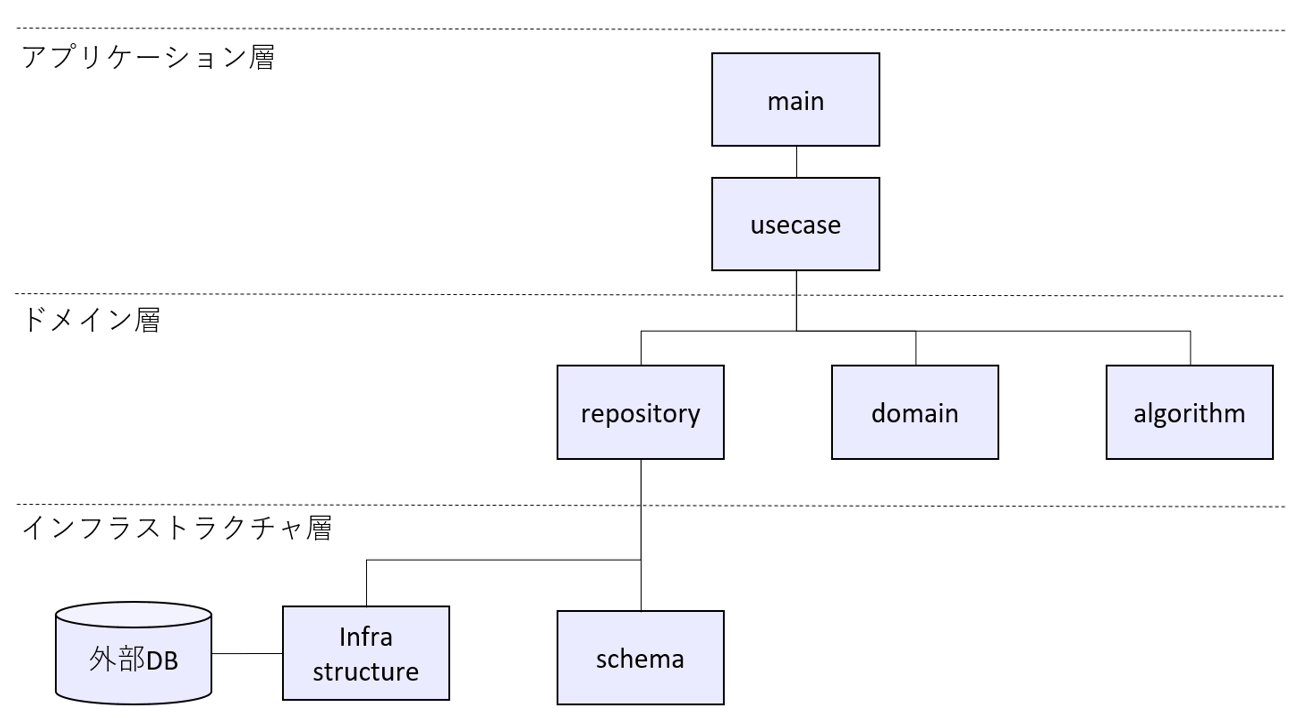 アプリケーション層
main
usecase
ドメイン層
repository
domain
algorithm
インフラストラクチャ層
外部DB
Infra
structure
schema